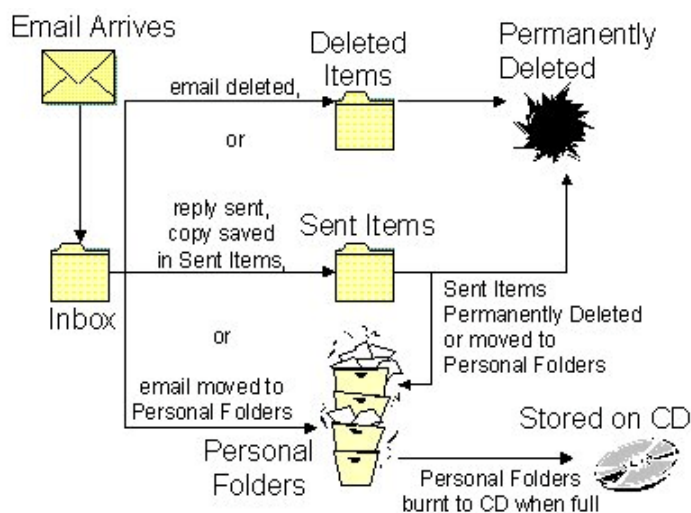 Email Arrives
Deleted
Items
Permanently
Deleted
email deleted,
or
reply sent,
copy saved
in Sent Items,
Sent Items
Inbox
Sent Items
Permanently Deleted
or moved to
Personal Folders
or
email moved to
Personal Folders
Personal
Folders
Stored on CD
Personal Folders
burnt to CD when full